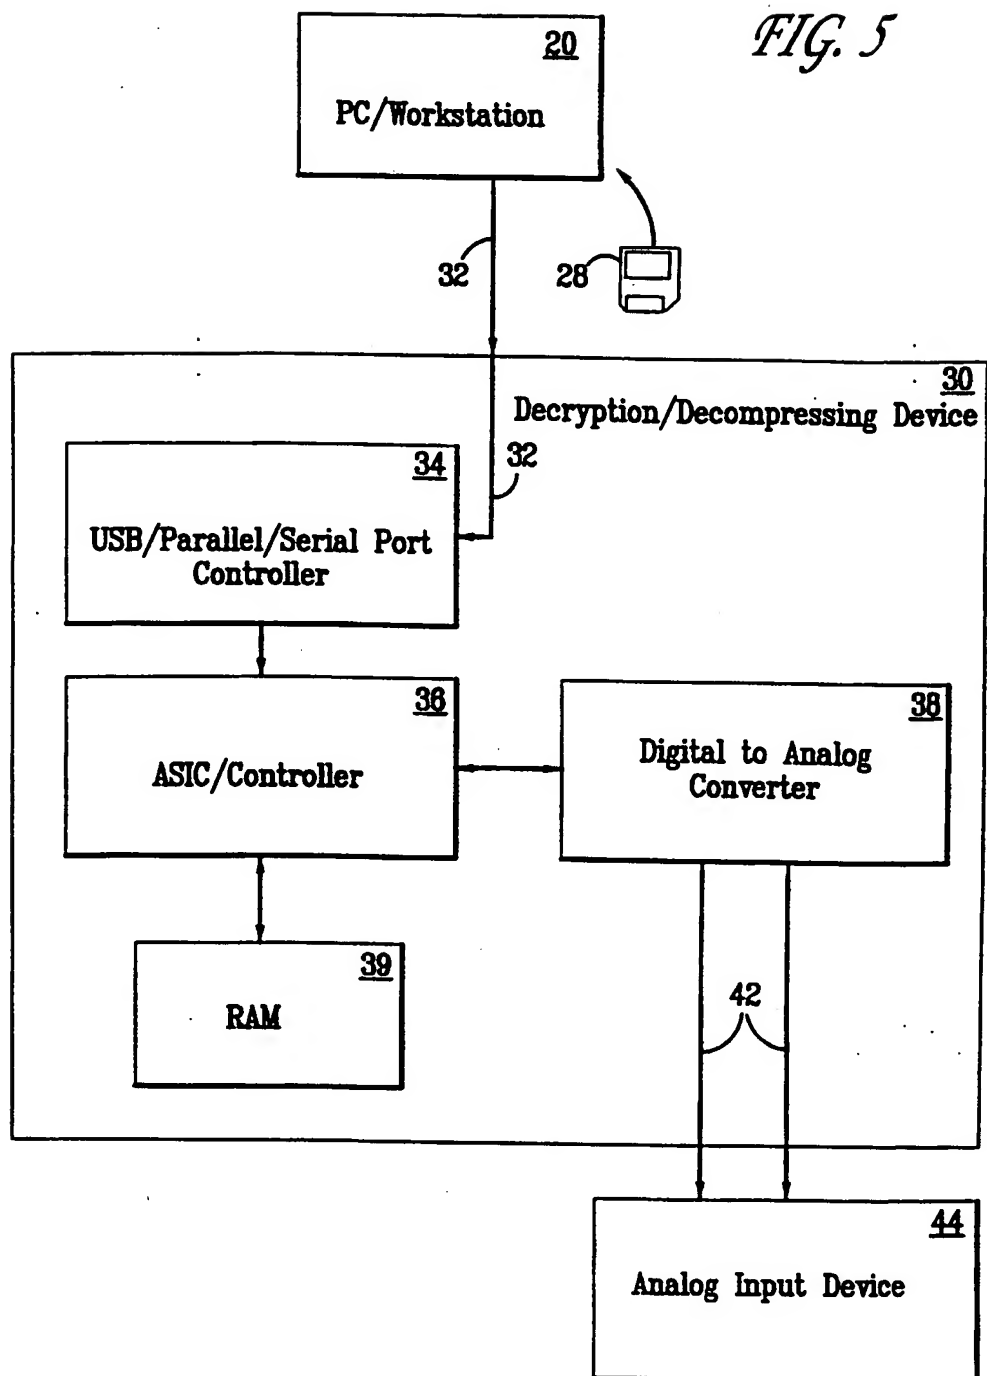 FIG. 5
20
PC/Workstation
32
28
30
Decryption/Decompressing Device
34
32
USB/Parallel/Serial Port
Controller
36
ASIC/Controller
38
Digital to Analog
Converter
39
RAM
42
44
Analog Input Device